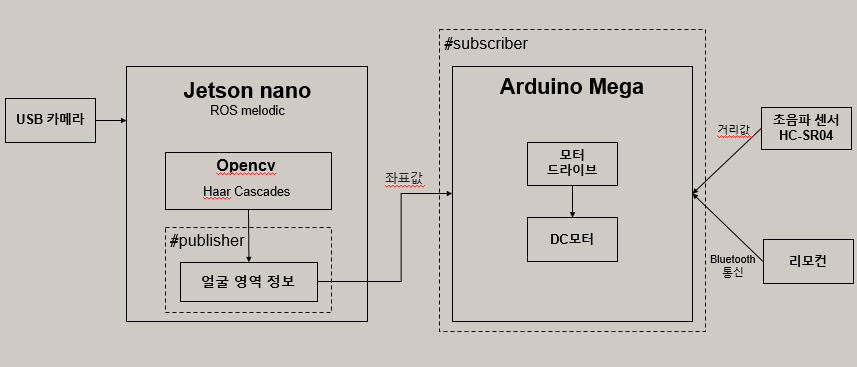 USB 카메라
Jetson nano
ROS melodic
Opencv
Haar Cascades
#publisher
얼굴 영역 정보
좌표값
#subscriber
Arduino Mega
모터
드라이브
DC모터
거리값
초음파 센서
HC-SR04
Bluetooth
통신
리모컨